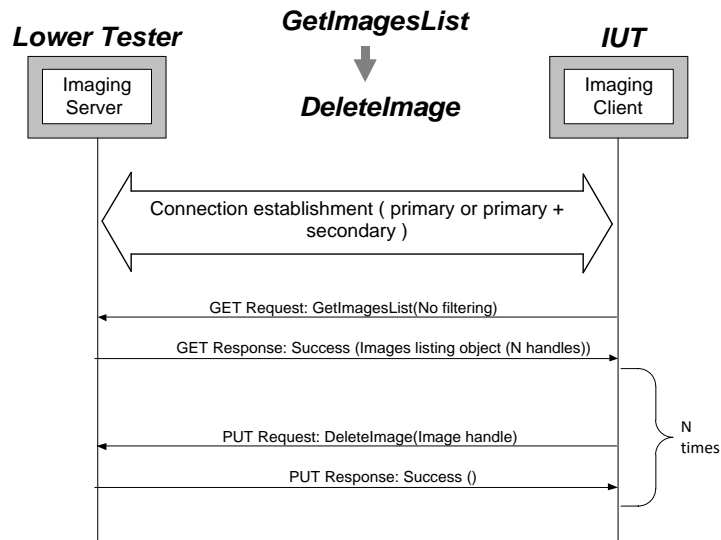 GetImagesList
Lower Tester
IUT
Imaging
Server
Imaging
Client
DeleteImage
Connection establishment ( primary or primary +
secondary )
GET Request: GetImagesList(No filtering)
GET Response: Success (Images listing object (N handles))
PUT Request: DeleteImage(Image handle)
N
times
PUT Response: Success ()